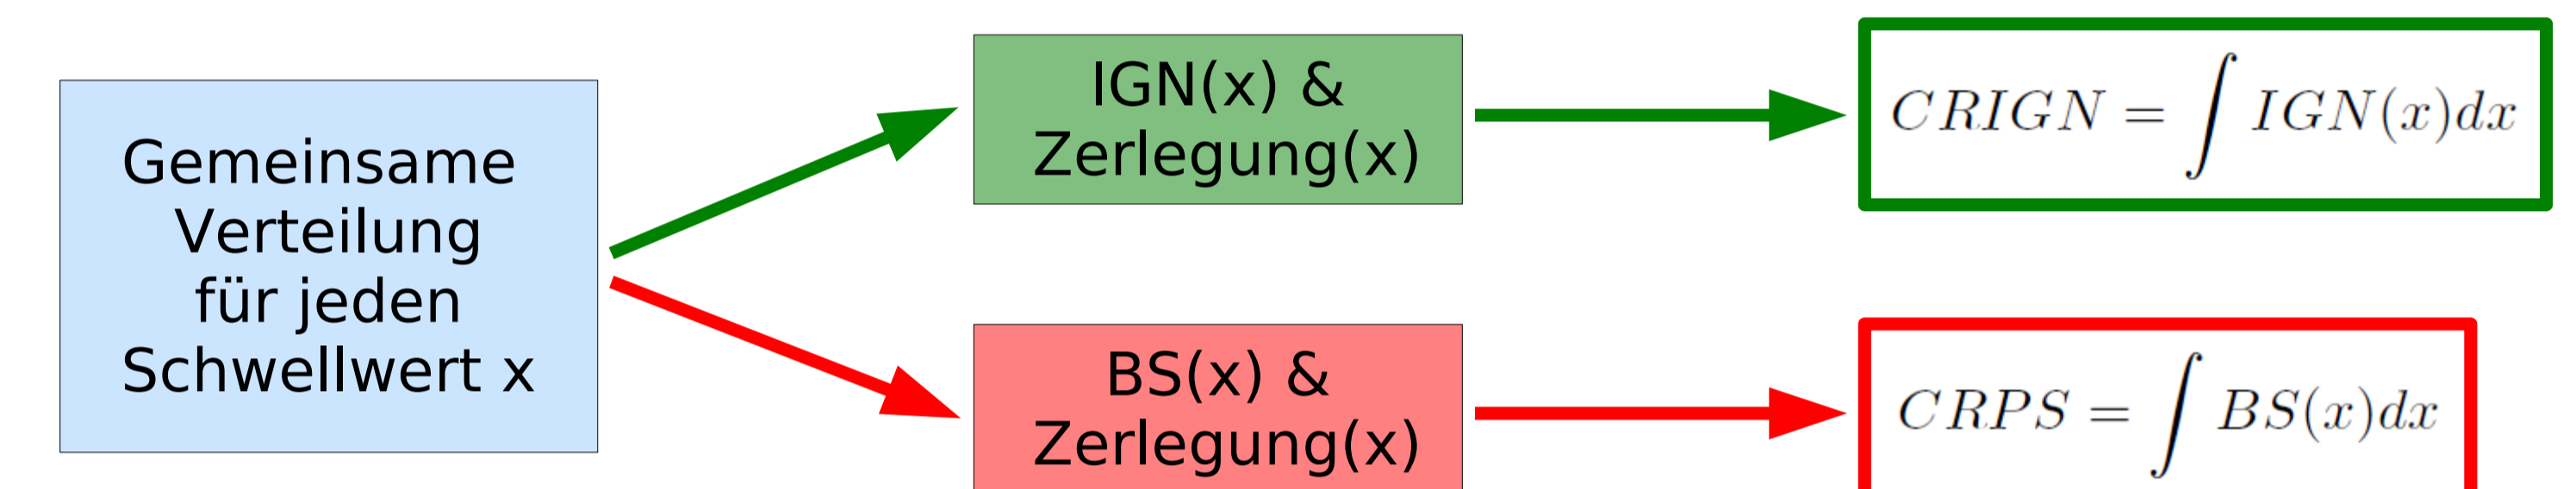 Gemeinsame
Verteilung
für jeden
Schwellwert x
IGN(x) &
Zerlegung(x)
CRIGN = ∫ IGN(x)dx
BS(x) &
Zerlegung(x)
CRPS = ∫ BS(x)dx